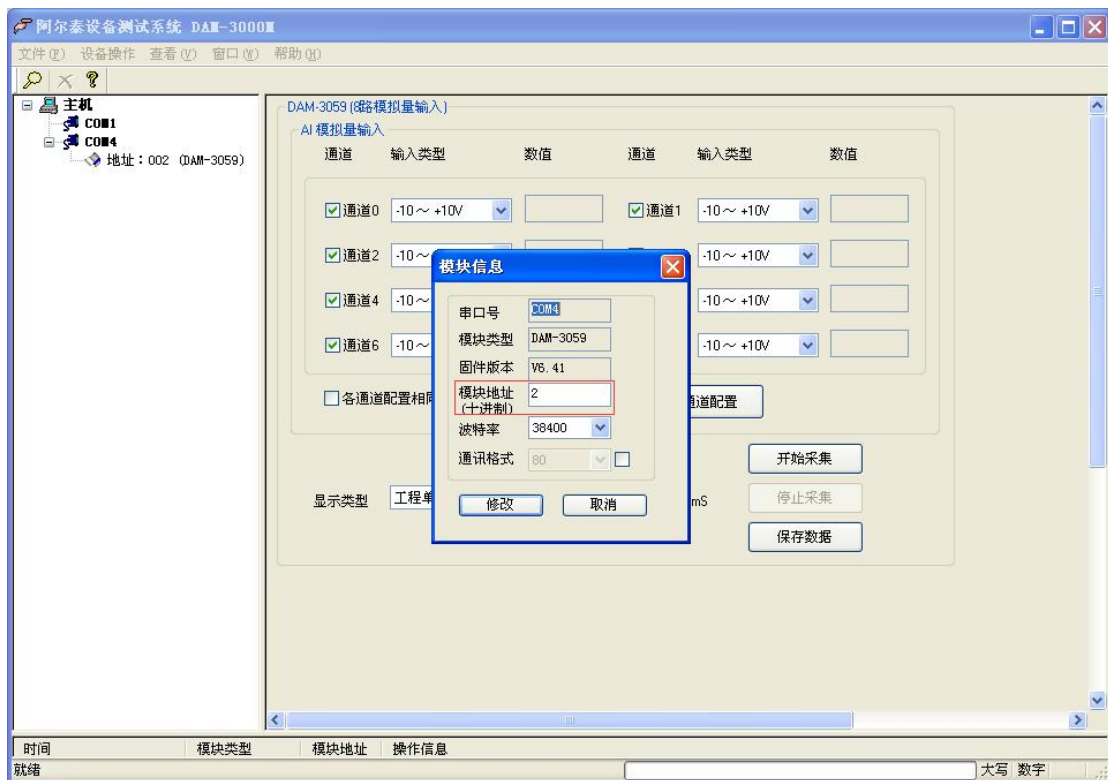 阿尔泰设备测试系统 DAM-3000M
文件(F) 设备操作 查看(V) 窗口(W) 帮助(H)
主机
COM1
COM4
地址：002 (DAM-3059)
DAM-3059 (8路模拟量输入)
AI 模拟量输入
通道 输入类型 数值 通道 输入类型 数值
通道0 -10～ +10V 通道1 -10～ +10V
通道2 -10～ -10～ +10V
通道4 -10～ -10～ +10V
通道6 -10～ -10～ +10V
各通道配置相同 通道配置
模块信息
串口号 COM4
模块类型 DAM-3059
固件版本 V6.41
模块地址 2
(十进制)
波特率 38400
通讯格式 80
修改 取消
开始采集
显示类型 工程单 mS 停止采集
保存数据
时间 模块类型 模块地址 操作信息
就绪 大写 数字